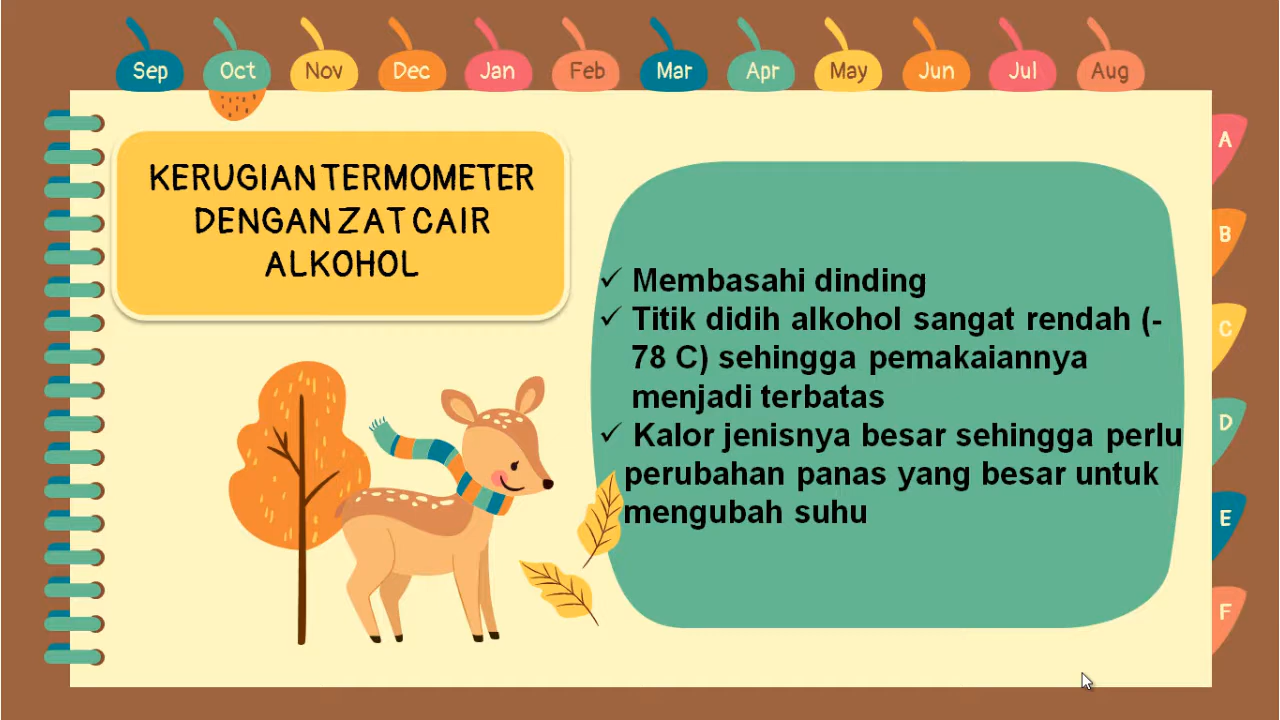 Sep Oct Nov Dec Jan Feb Mar Apr May Jun Jul Aug
KERUGIAN TERMOMETER
DENGAN ZAT CAIR
ALKOHOL
✓ Membasahi dinding
✓ Titik didih alkohol sangat rendah (-
78 C) sehingga pemakaiannya
menjadi terbatas
✓ Kalor jenisnya besar sehingga perlu
perubahan panas yang besar untuk
mengubah suhu
A
B
C
D
E
F